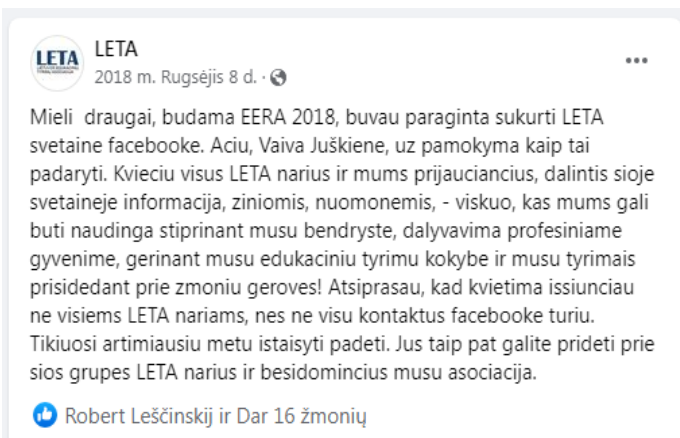 LETA
LETA
2018 m. Rugsėjis 8 d. ·
Mieli draugai, budama EERA 2018, buvau paraginta sukurti LETA
svetaine facebooke. Aciu, Vaiva Juškiene, uz pamokyma kaip tai
padaryti. Kvieciu visus LETA narius ir mums prijauciancius, dalintis sioje
svetaineje informacija, ziniomis, nuomonemis, - viskuo, kas mums gali
buti naudinga stiprinant musu bendryste, dalyvavima profesiniame
gyvenime, gerinant musu edukaciniu tyrimu kokybe ir musu tyrimais
prisidedant prie zmoniu geroves! Atsiprasau, kad kvietima issiunciau
ne visiems LETA nariams, nes ne visu kontaktus facebooke turiu.
Tikiuosi artimiausiu metu istaisyti padeti. Jus taip pat galite prideti prie
sios grupes LETA narius ir besidomincius musu asociacija.
Robert Leščinskij ir Dar 16 žmonių